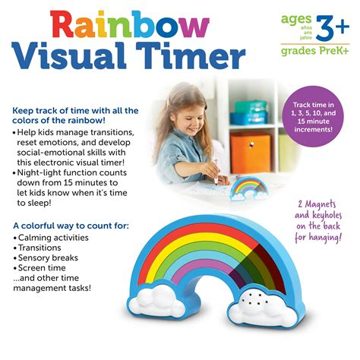 Rainbow
Visual Timer
ages
años
ans
jahre
3+
grades PreK+
Keep track of time with all the
colors of the rainbow!
• Help kids manage transitions,
reset emotions, and develop
social-emotional skills with
this electronic visual timer!
• Night-light function counts
down from 15 minutes to
let kids know when it's time
to sleep!
Track time in
1, 3, 5, 10, and
15 minute
increments!
A colorful way to count for:
• Calming activities
• Transitions
• Sensory breaks
• Screen time
...and other time
management tasks!
2 Magnets
and keyholes
on the back
for hanging!